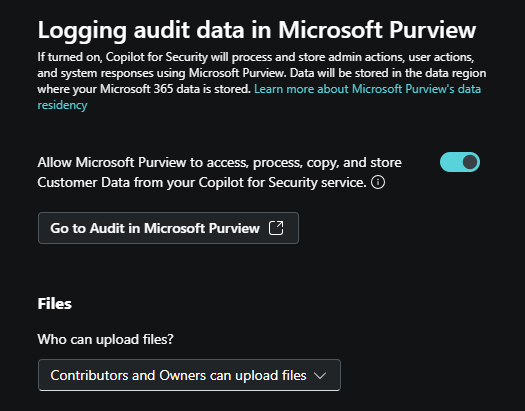 Logging audit data in Microsoft Purview
If turned on, Copilot for Security will process and store admin actions, user actions,
and system responses using Microsoft Purview. Data will be stored in the data region
where your Microsoft 365 data is stored. Learn more about Microsoft Purview's data
residency
Allow Microsoft Purview to access, process, copy, and store
Customer Data from your Copilot for Security service.
Go to Audit in Microsoft Purview
Files
Who can upload files?
Contributors and Owners can upload files